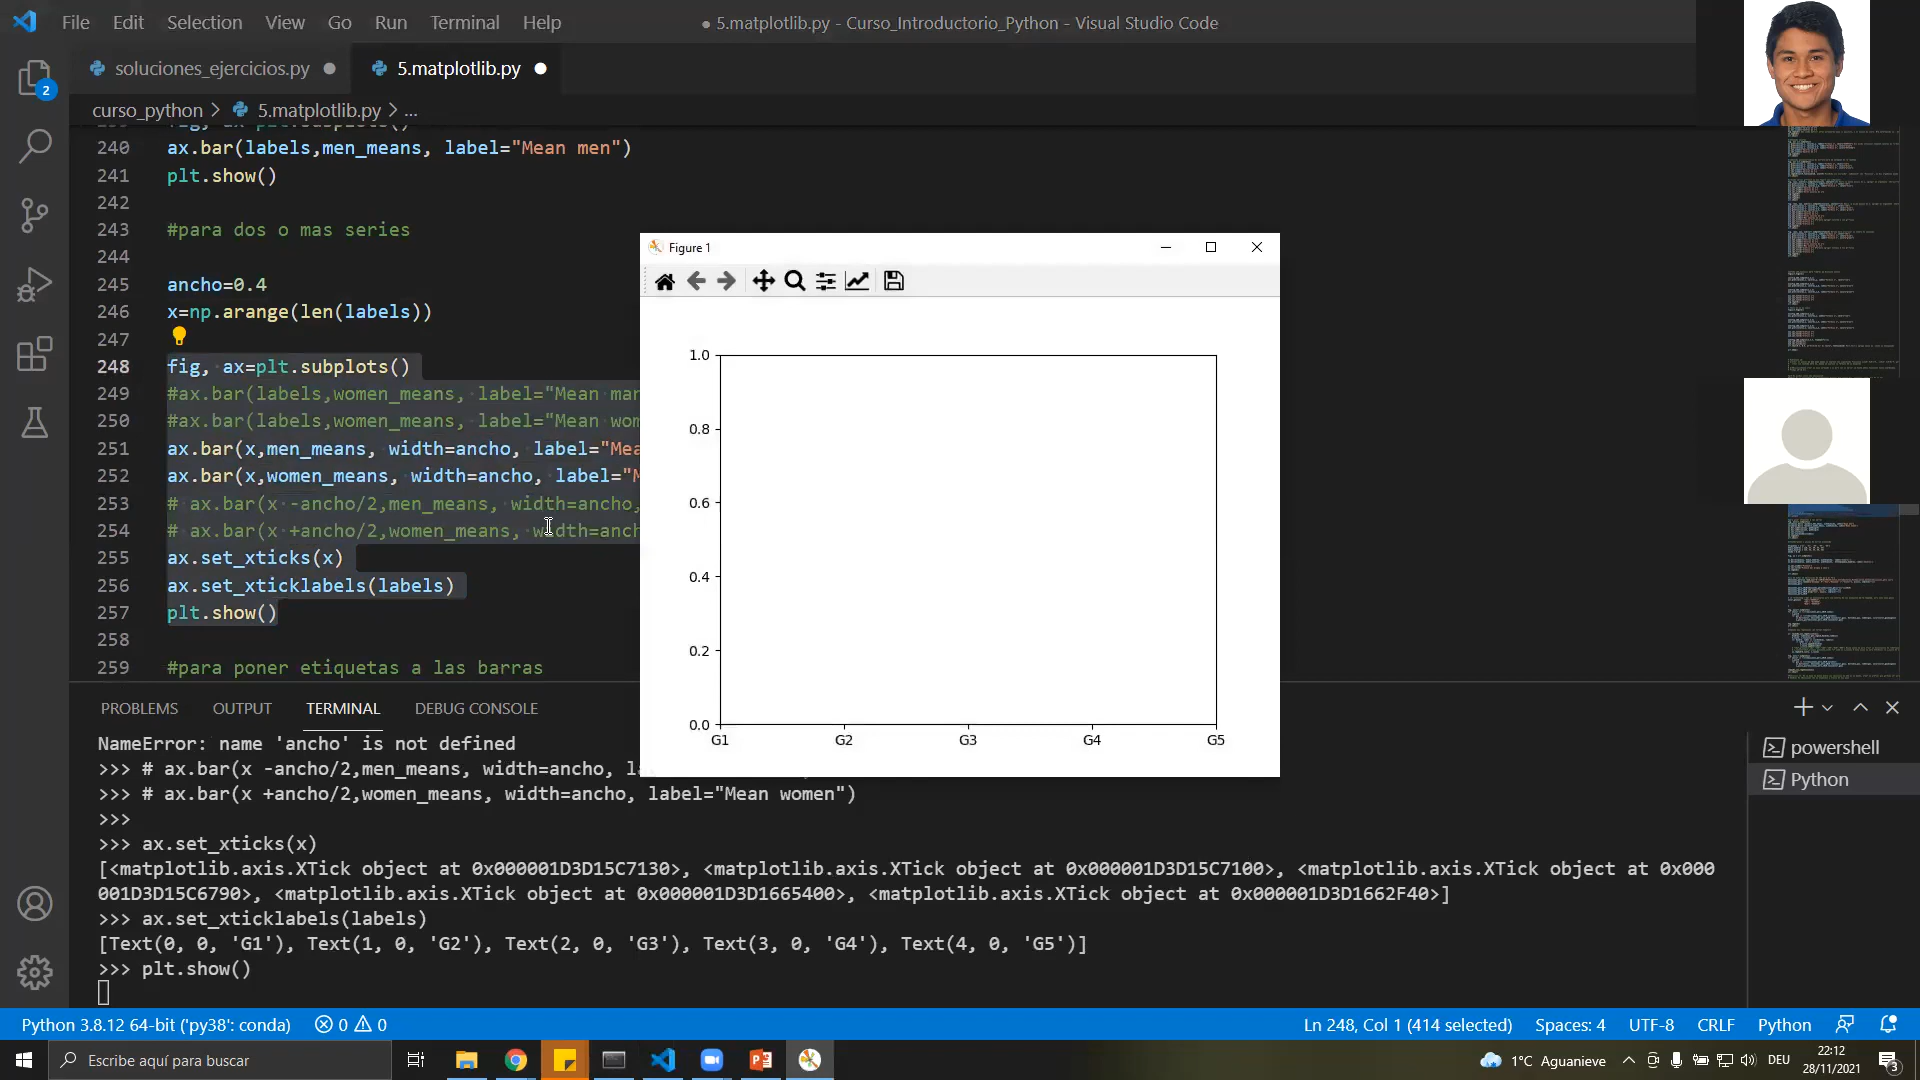 File Edit Selection View Go Run Terminal Help
● 5.matplotlib.py - Curso_Introductorio_Python - Visual Studio Code
soluciones_ejercicios.py ●
5.matplotlib.py ●
curso_python > 5.matplotlib.py > ...
fig, ax=plt.subplots()
240 ax.bar(labels,men_means, label="Mean men")
241 plt.show()
242
243 #para dos o mas series
244
245 ancho=0.4
246 x=np.arange(len(labels))
247
248 fig, ax=plt.subplots()
249 #ax.bar(labels,women_means, label="Mean man
250 #ax.bar(labels,women_means, label="Mean wom
251 ax.bar(x,men_means, width=ancho, label="Mea
252 ax.bar(x,women_means, width=ancho, label="M
253 # ax.bar(x -ancho/2,men_means, width=ancho,
254 # ax.bar(x +ancho/2,women_means, width=anch
255 ax.set_xticks(x)
256 ax.set_xticklabels(labels)
257 plt.show()
258
259 #para poner etiquetas a las barras
Figure 1
1.0
0.8
0.6
0.4
0.2
0.0
G1 G2 G3 G4 G5
2
PROBLEMS OUTPUT TERMINAL DEBUG CONSOLE
NameError: name 'ancho' is not defined
>>> # ax.bar(x -ancho/2,men_means, width=ancho, l
>>> # ax.bar(x +ancho/2,women_means, width=ancho, label="Mean women")
>>>
>>> ax.set_xticks(x)
[<matplotlib.axis.XTick object at 0x000001D3D15C7130>, <matplotlib.axis.XTick object at 0x000001D3D15C7100>, <matplotlib.axis.XTick object at 0x000
001D3D15C6790>, <matplotlib.axis.XTick object at 0x000001D3D1665400>, <matplotlib.axis.XTick object at 0x000001D3D1662F40>]
>>> ax.set_xticklabels(labels)
[Text(0, 0, 'G1'), Text(1, 0, 'G2'), Text(2, 0, 'G3'), Text(3, 0, 'G4'), Text(4, 0, 'G5')]
>>> plt.show()
powershell
Python
Python 3.8.12 64-bit ('py38': conda) 0 0
Ln 248, Col 1 (414 selected) Spaces: 4 UTF-8 CRLF Python
Escribe aquí para buscar
1°C Aguanieve
DEU
22:12
28/11/2021
3